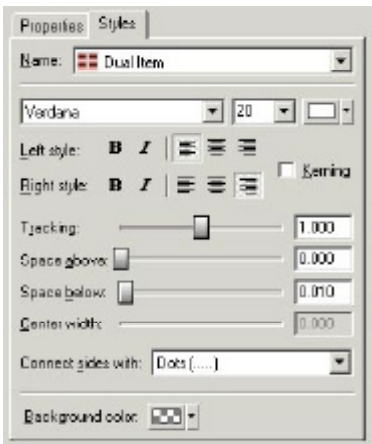 Properties Styles
Name: Dual Item
Verdana 20
Left style: B I
Kerning
Right style: B I
Tracking: 1.000
Space above: 0.000
Space below: 0.010
Center width: 0.000
Connect sides with: Dots (.....)
Background color: